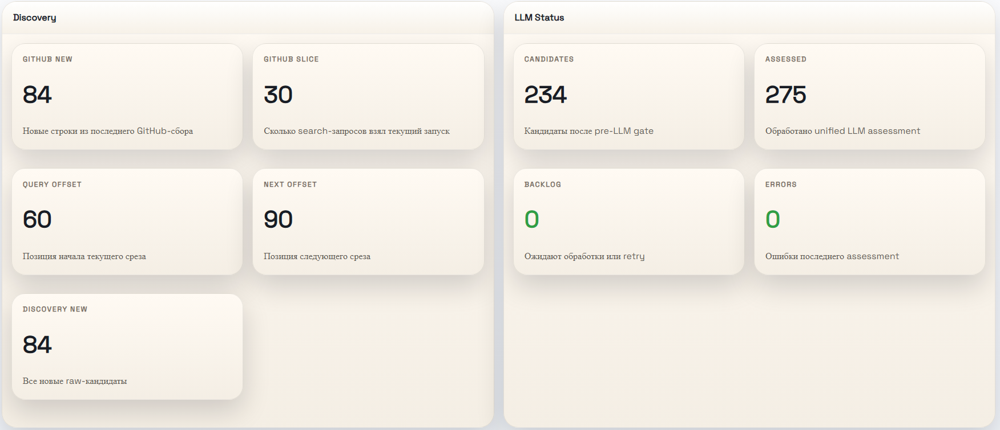 Discovery
GITHUB NEW
84
Новые строки из последнего GitHub-сбора
GITHUB SLICE
30
Сколько search-запросов взял текущий запуск
QUERY OFFSET
60
Позиция начала текущего среза
NEXT OFFSET
90
Позиция следующего среза
DISCOVERY NEW
84
Все новые raw-кандидаты
LLM Status
CANDIDATES
234
Кандидаты после pre-LLM gate
ASSESSED
275
Обработано unified LLM assessment
BACKLOG
0
Ожидают обработки или retry
ERRORS
0
Ошибки последнего assessment